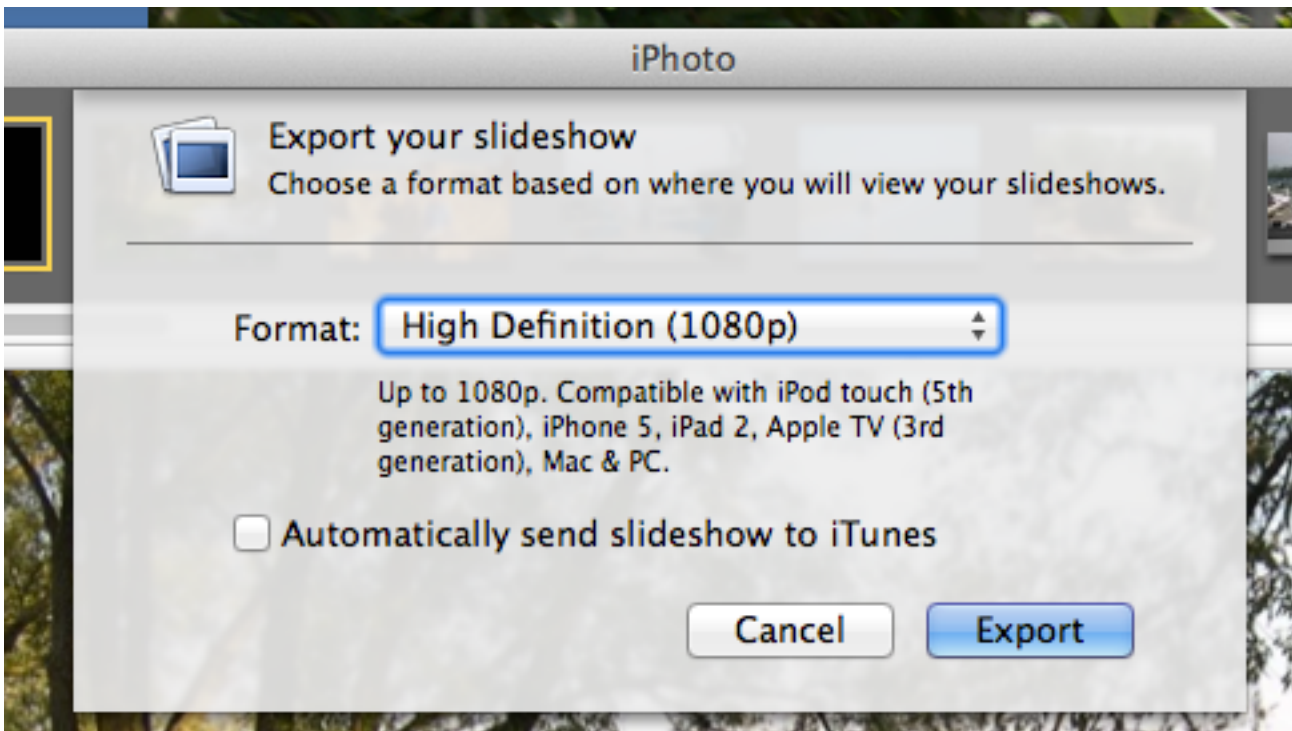 iPhoto
Export your slideshow
Choose a format based on where you will view your slideshows.
Format: High Definition (1080p)
Up to 1080p. Compatible with iPod touch (5th
generation), iPhone 5, iPad 2, Apple TV (3rd
generation), Mac & PC.
Automatically send slideshow to iTunes
Cancel Export